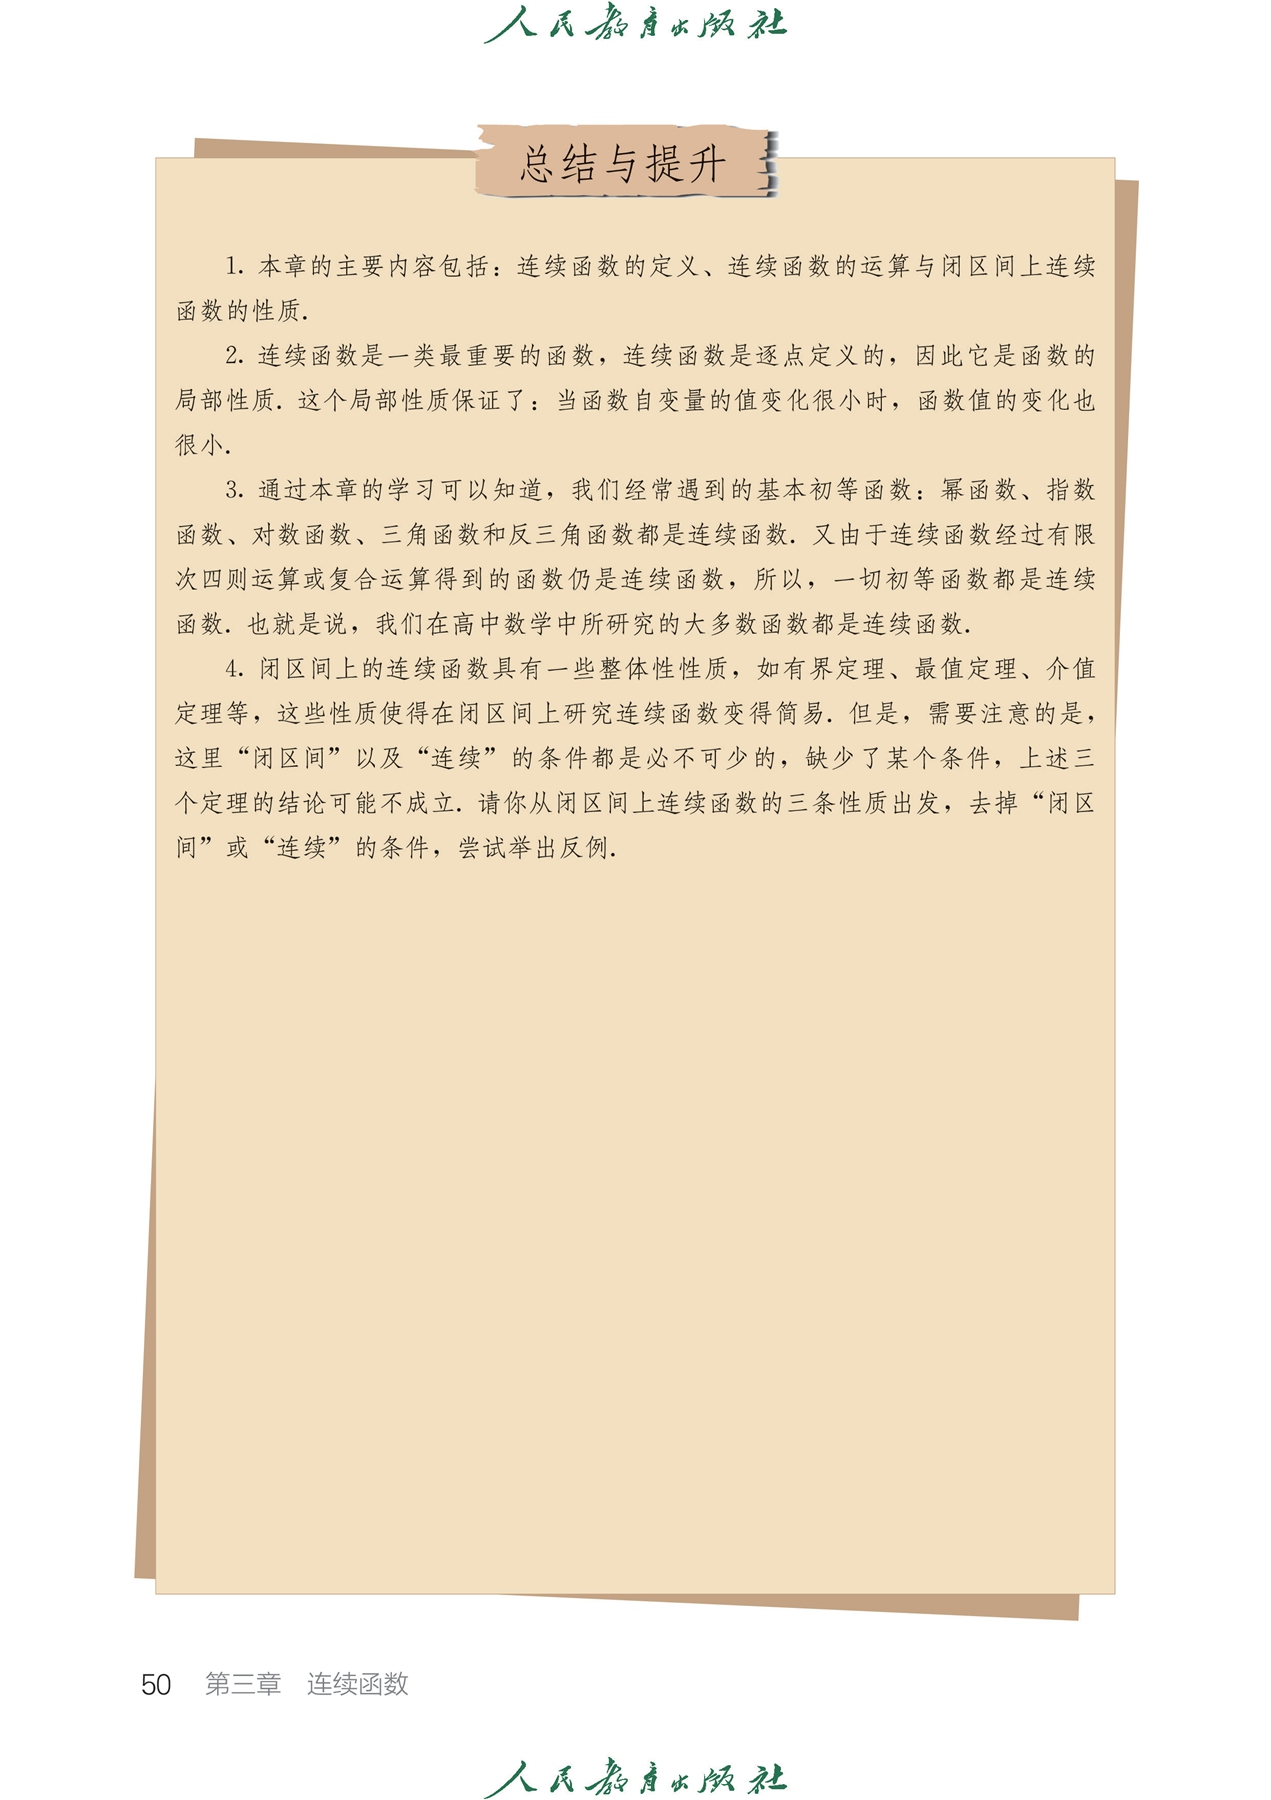 人民教育出版社
总结与提升
1. 本章的主要内容包括：连续函数的定义、连续函数的运算与闭区间上连续
函数的性质.
2. 连续函数是一类最重要的函数，连续函数是逐点定义的，因此它是函数的
局部性质. 这个局部性质保证了：当函数自变量的值变化很小时，函数值的变化也
很小.
3. 通过本章的学习可以知道，我们经常遇到的基本初等函数：幂函数、指数
函数、对数函数、三角函数和反三角函数都是连续函数. 又由于连续函数经过有限
次四则运算或复合运算得到的函数仍是连续函数，所以，一切初等函数都是连续
函数. 也就是说，我们在高中数学中所研究的大多数函数都是连续函数.
4. 闭区间上的连续函数具有一些整体性性质，如有界定理、最值定理、介值
定理等，这些性质使得在闭区间上研究连续函数变得简易. 但是，需要注意的是，
这里“闭区间”以及“连续”的条件都是必不可少的，缺少了某个条件，上述三
个定理的结论可能不成立. 请你从闭区间上连续函数的三条性质出发，去掉“闭区
间”或“连续”的条件，尝试举出反例.
50 第三章 连续函数
人民教育出版社